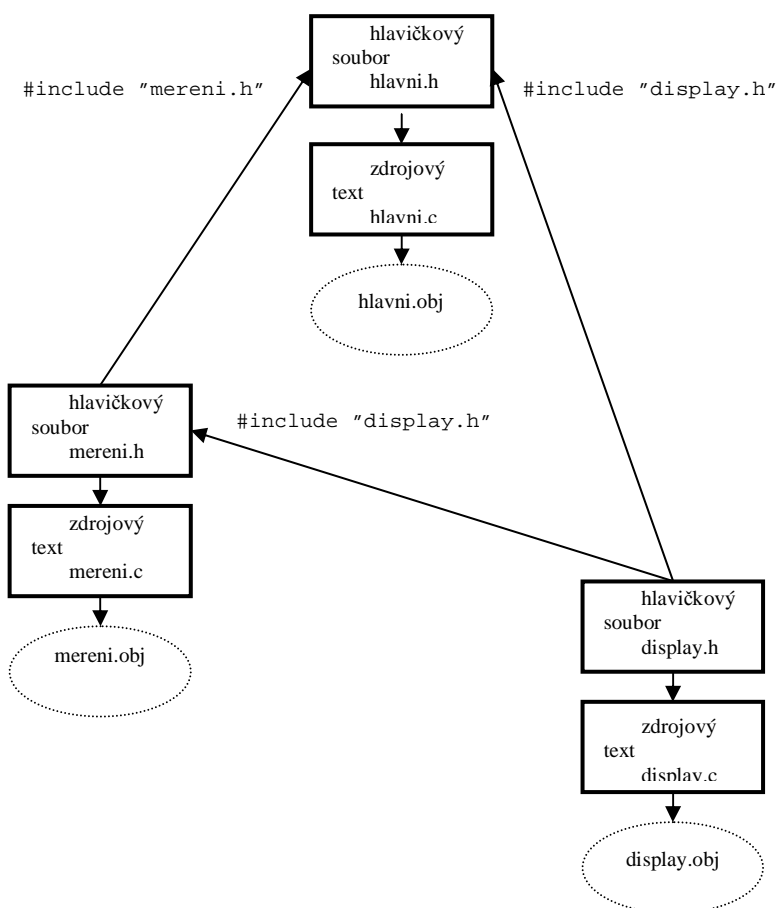 hlavičkový
soubor
hlavni.h
#include ″mereni.h″
#include ″display.h″
zdrojový
text
hlavni.c
hlavni.obj
hlavičkový
soubor
mereni.h
#include ″display.h″
zdrojový
text
mereni.c
mereni.obj
hlavičkový
soubor
display.h
zdrojový
text
display.c
display.obj